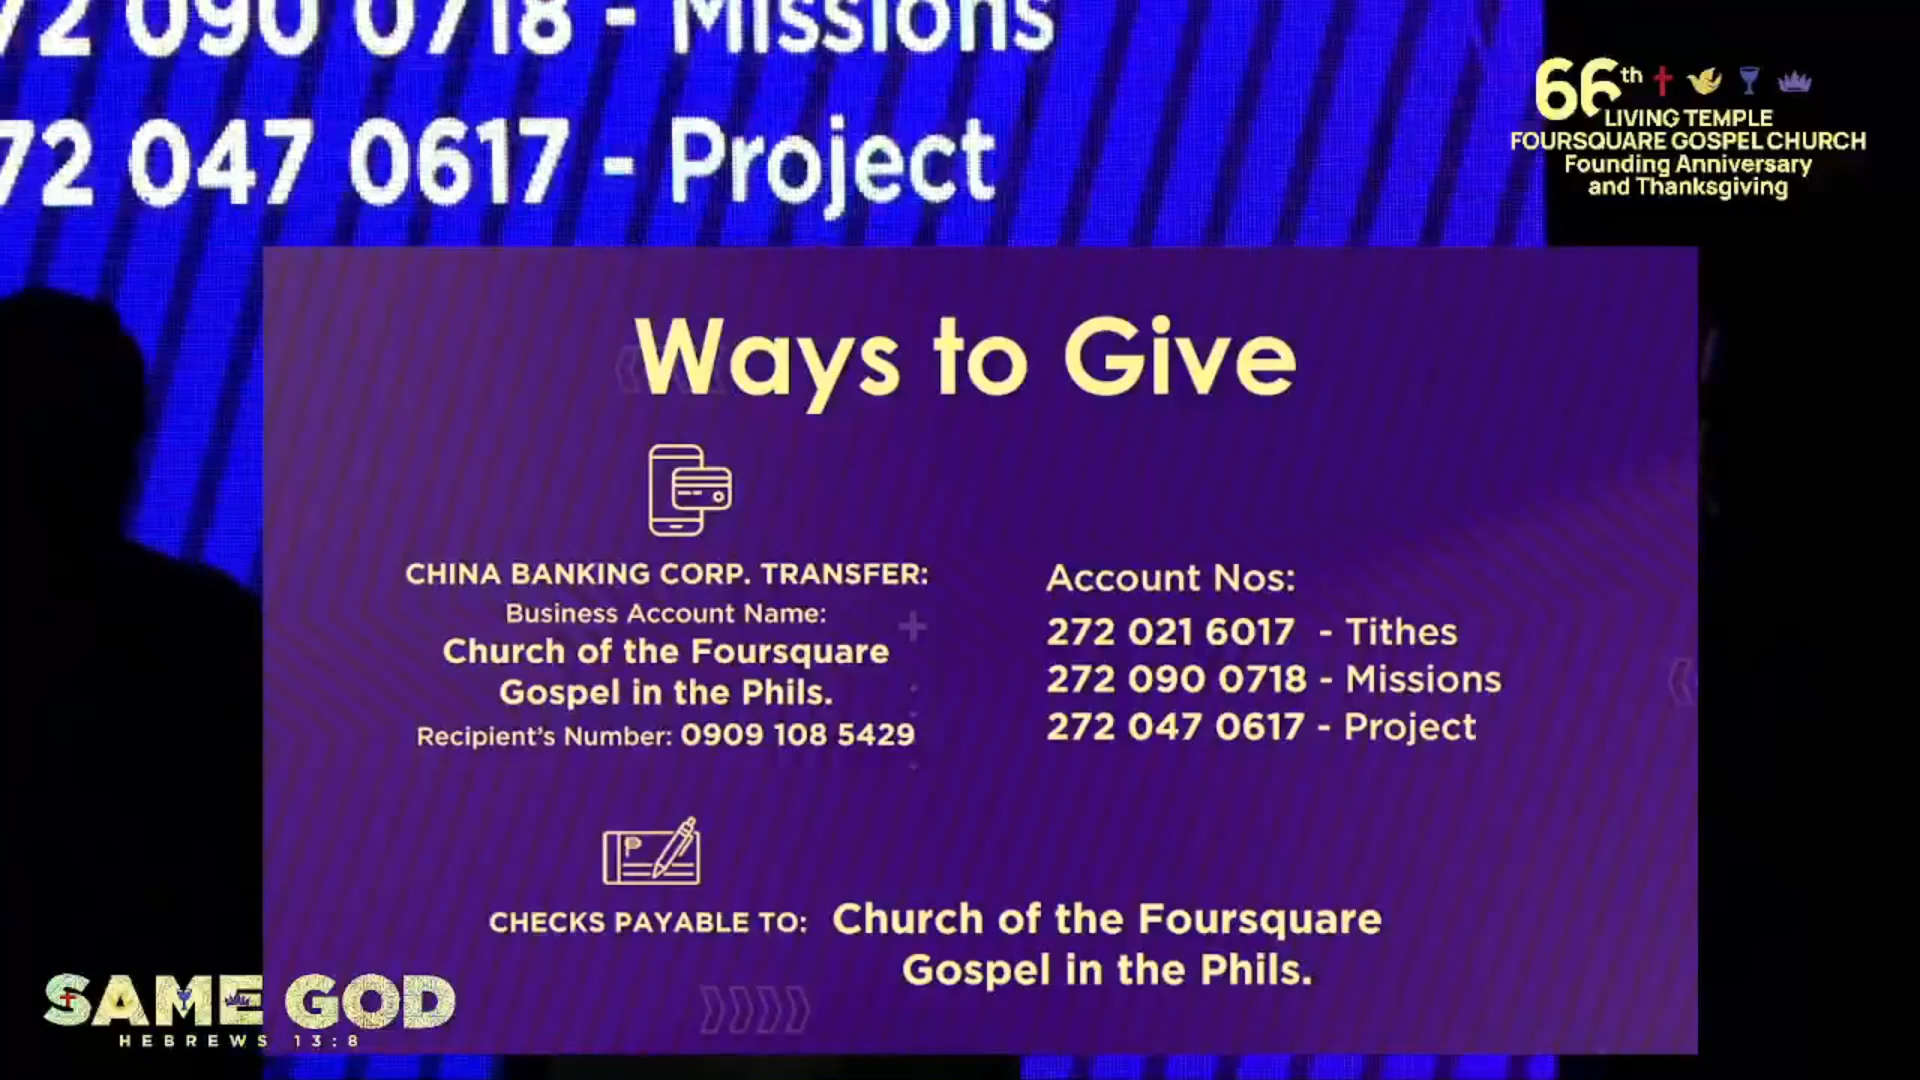 72 090 0718 - Missions
72 047 0617 - Project
66th
LIVING TEMPLE
FOURSQUARE GOSPEL CHURCH
Founding Anniversary
and Thanksgiving
Ways to Give
CHINA BANKING CORP. TRANSFER:
Business Account Name:
Church of the Foursquare
Gospel in the Phils.
Recipient's Number: 0909 108 5429
Account Nos:
272 021 6017 - Tithes
272 090 0718 - Missions
272 047 0617 - Project
CHECKS PAYABLE TO: Church of the Foursquare
Gospel in the Phils.
SAME GOD
HEBREWS 13:8